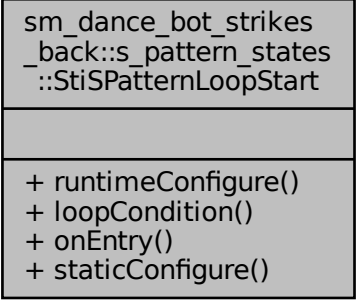 sm_dance_bot_strikes
_back::s_pattern_states
::StiSPatternLoopStart
+ runtimeConfigure()
+ loopCondition()
+ onEntry()
+ staticConfigure()